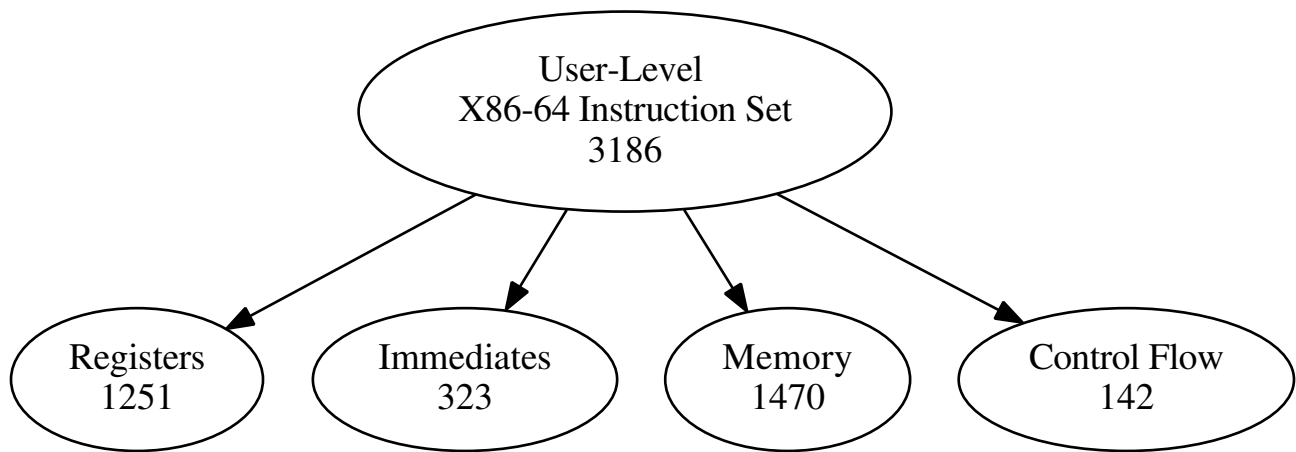 User-Level
X86-64 Instruction Set
3186
Registers
1251
Immediates
323
Memory
1470
Control Flow
142